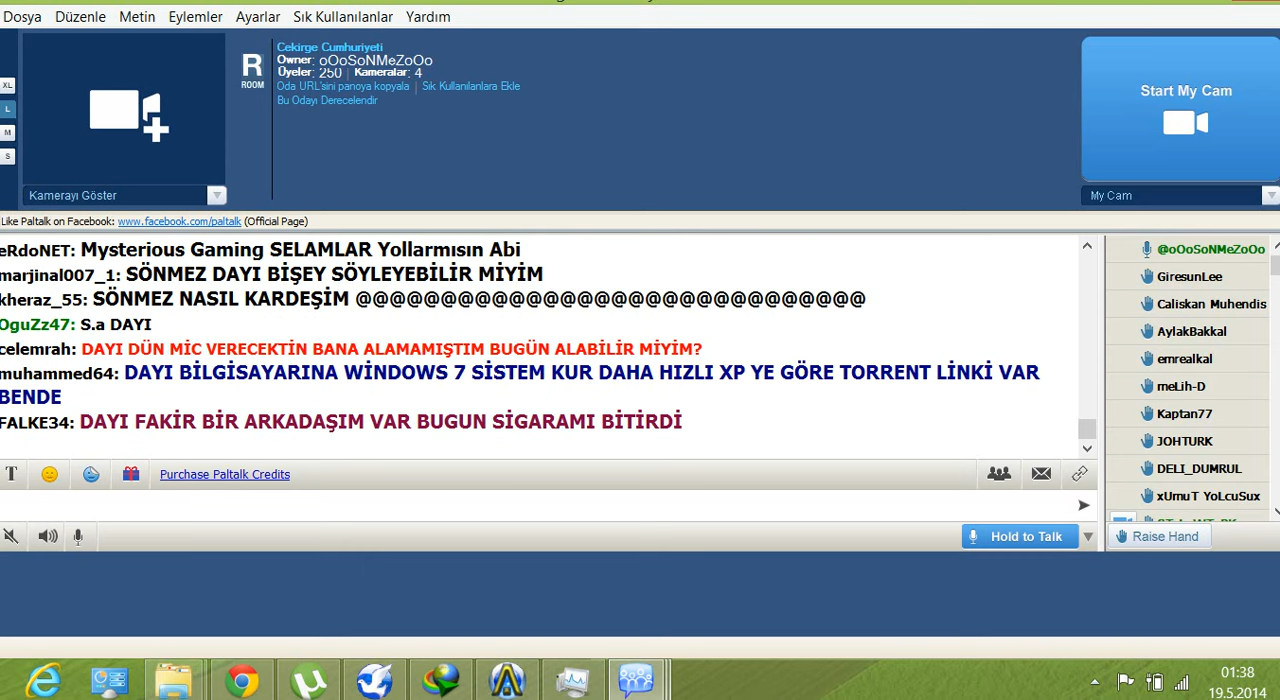 Dosya Düzenle Metin Eylemler Ayarlar Sık Kullanılanlar Yardım
XL
L
M
S
Kamerayı Göster
R
ROOM
Cekirge Cumhuriyeti
Owner: oOoSoNMeZoOo
Üyeler: 250 | Kameralar: 4
Oda URL'sini panoya kopyala | Sık Kullanılanlara Ekle
Bu Odayı Derecelendir
Start My Cam
My Cam
Like Paltalk on Facebook: www.facebook.com/paltalk (Official Page)
eRdoNET: Mysterious Gaming SELAMLAR Yollarmısın Abi
marjinal007_1: SÖNMEZ DAYI BİŞEY SÖYLEYEBİLİR MİYİM
kheraz_55: SÖNMEZ NASIL KARDEŞİM @@@@@@@@@@@@@@@@@@@@@@@@@@@@@@
OguZz47: S.a DAYI
celemrah: DAYI DÜN MİC VERECEKTİN BANA ALAMAMIŞTIM BUGÜN ALABİLİR MİYİM?
muhammed64: DAYI BİLGİSAYARINA WİNDOWS 7 SİSTEM KUR DAHA HIZLI XP YE GÖRE TORRENT LİNKİ VAR
BENDE
FALKE34: DAYI FAKİR BİR ARKADAŞIM VAR BUGUN SİGARAMI BİTİRDİ
@oOoSoNMeZoOo
GiresunLee
Caliskan Muhendis
AylakBakkal
emrealkal
meLih-D
Kaptan77
JOHTURK
DELI_DUMRUL
xUmuT YoLcuSux
T
Purchase Paltalk Credits
Hold to Talk
Raise Hand
01:38
19.5.2014